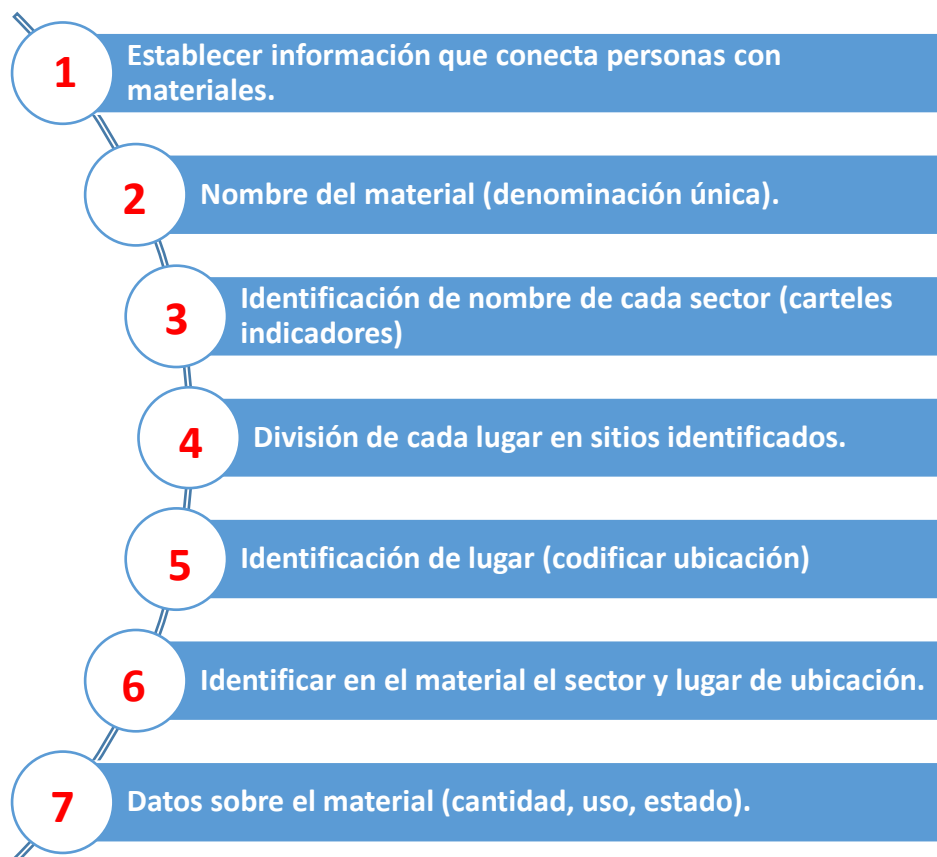 1
Establecer información que conecta personas con
materiales.
2
Nombre del material (denominación única).
3
Identificación de nombre de cada sector (carteles
indicadores)
4
División de cada lugar en sitios identificados.
5
Identificación de lugar (codificar ubicación)
6
Identificar en el material el sector y lugar de ubicación.
7
Datos sobre el material (cantidad, uso, estado).